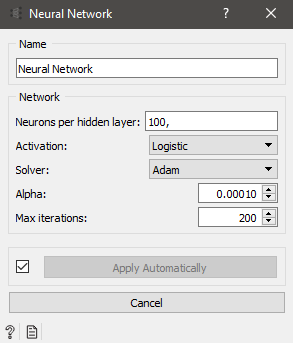 Neural Network
Name
Neural Network
Network
Neurons per hidden layer: 100,
Activation: Logistic
Solver: Adam
Alpha: 0.00010
Max iterations: 200
Apply Automatically
Cancel